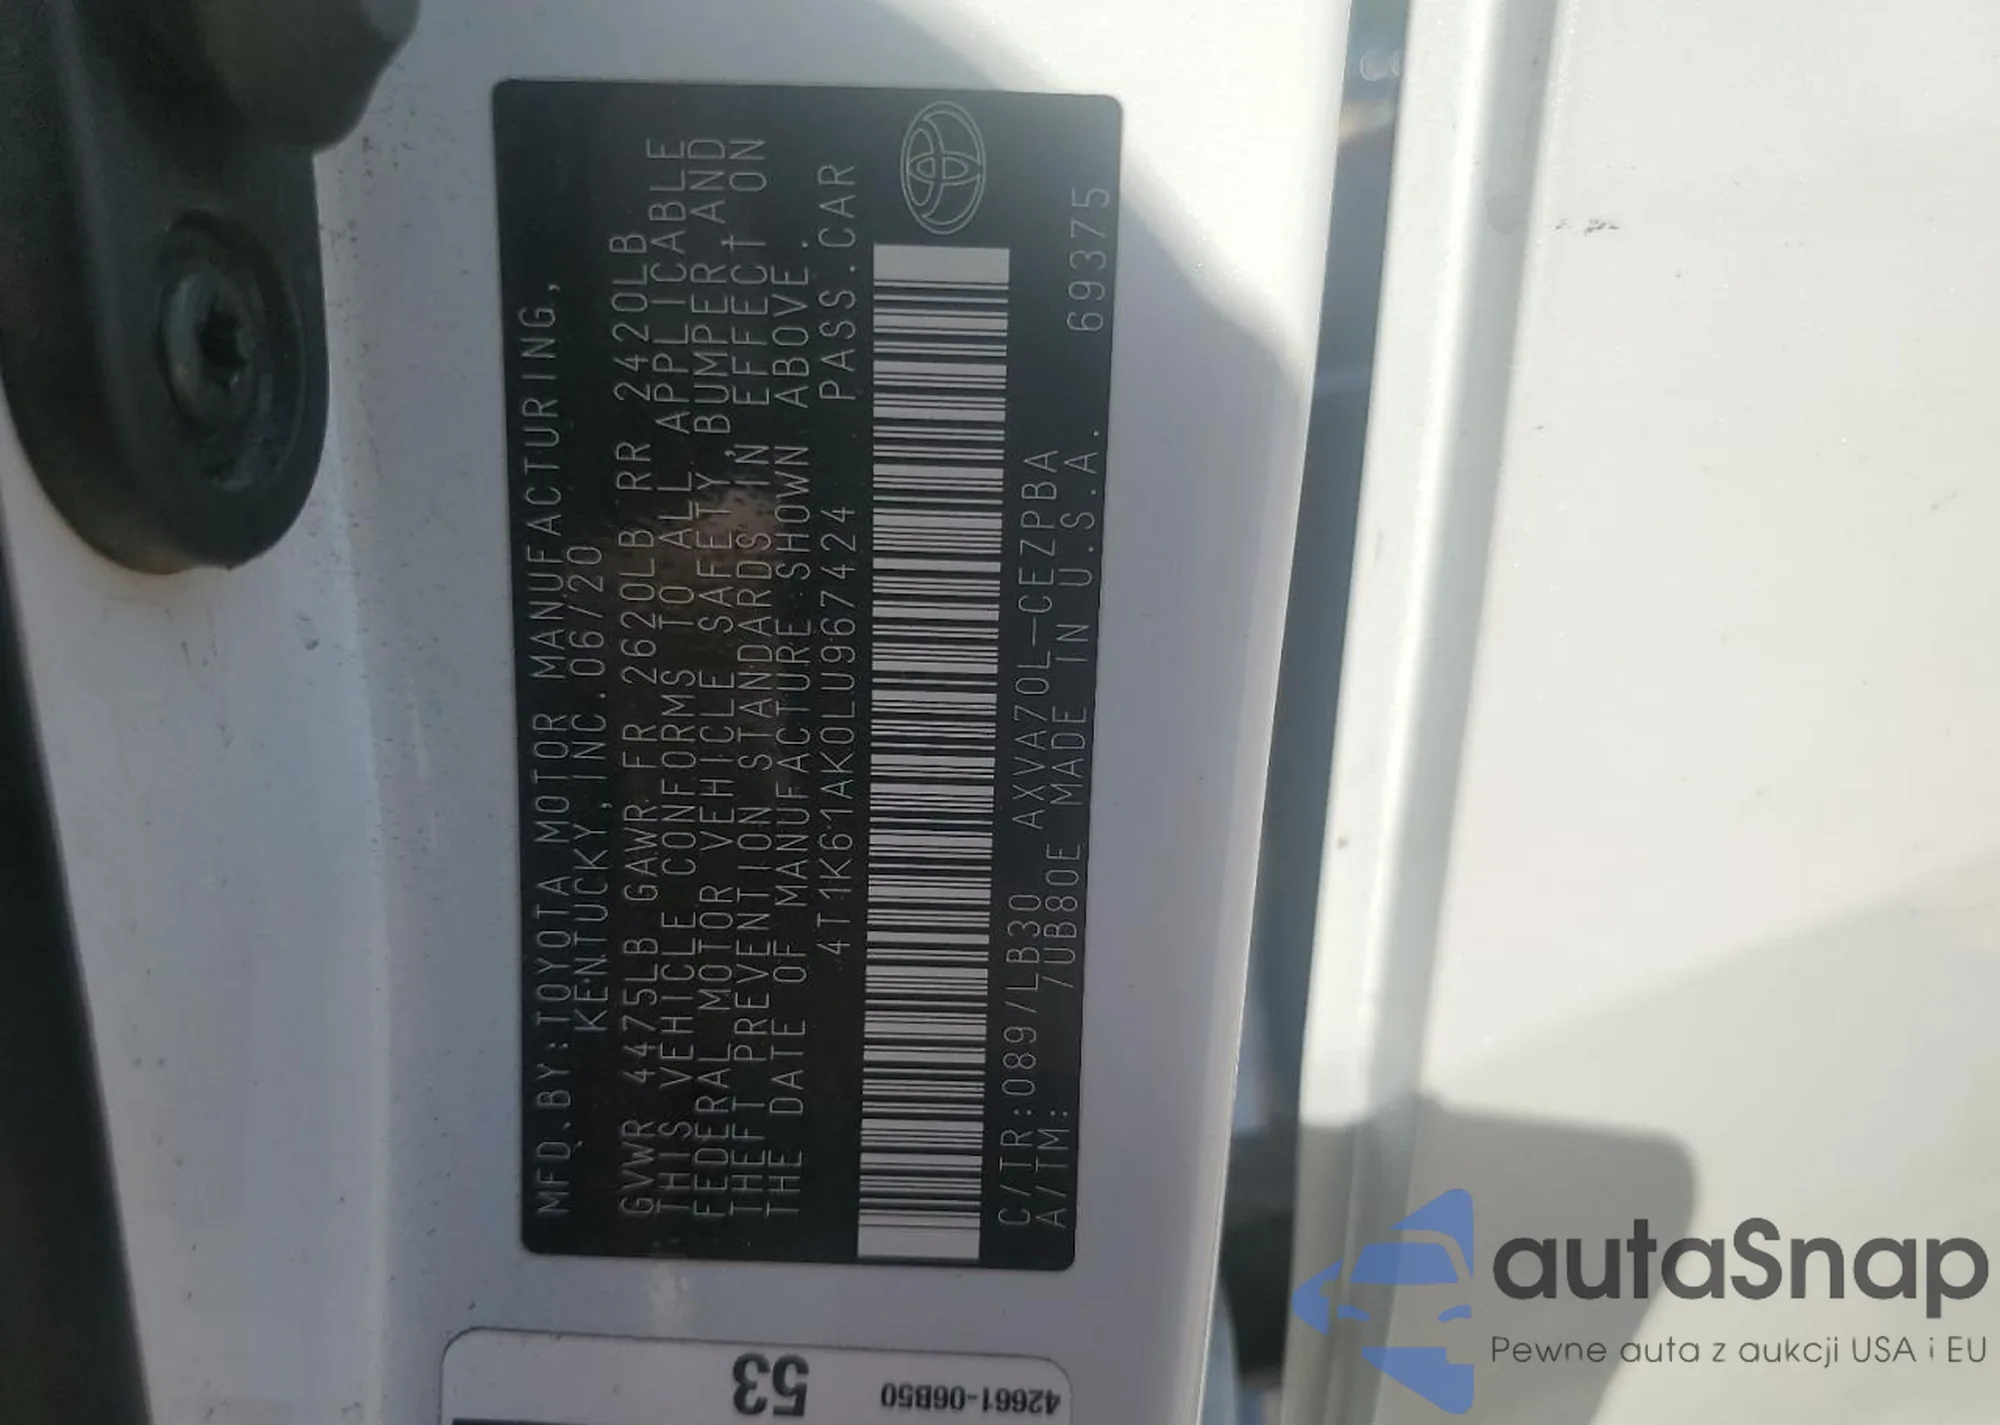 MFD.BY:TOYOTA MOTOR MANUFACTURING,
KENTUCKY,INC.06/20
GVWR 4475LB GAWR FR 2620LB RR 2420LB
THIS VEHICLE CONFORMS TO ALL APPLICABLE
FEDERAL MOTOR VEHICLE SAFETY,BUMPER,AND
THEFT PREVENTION STANDARDS IN EFFECT ON
THE DATE OF MANUFACTURE SHOWN ABOVE.
4T1K61AK0LU967424 PASS.CAR
C/TR:089/LB30 AXVA70L-CEZPBA
A/TM: /UB80E MADE IN U.S.A. 69375
53
42661-06B50
autaSnap
Pewne auta z aukcji USA i EU